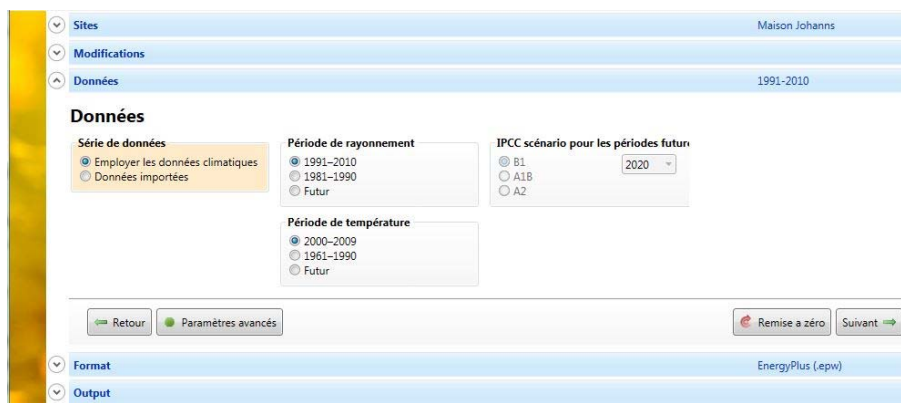 Sites Maison Johanns
Modifications
Données 1991-2010
Données
Série de données
Employer les données climatiques
Données importées
Période de rayonnement
1991–2010
1981–1990
Futur
IPCC scénario pour les périodes future
B1
A1B
A2
2020
Période de température
2000–2009
1961–1990
Futur
Retour
Paramètres avancés
Remise a zéro
Suivant
Format EnergyPlus (.epw)
Output